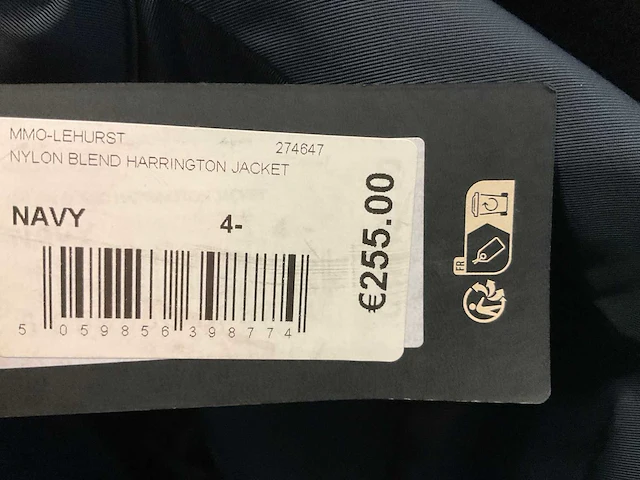 MMO-LEHURST 274647
NYLON BLEND HARRINGTON JACKET
NAVY 4-
€255.00
5 059856 398774
FR